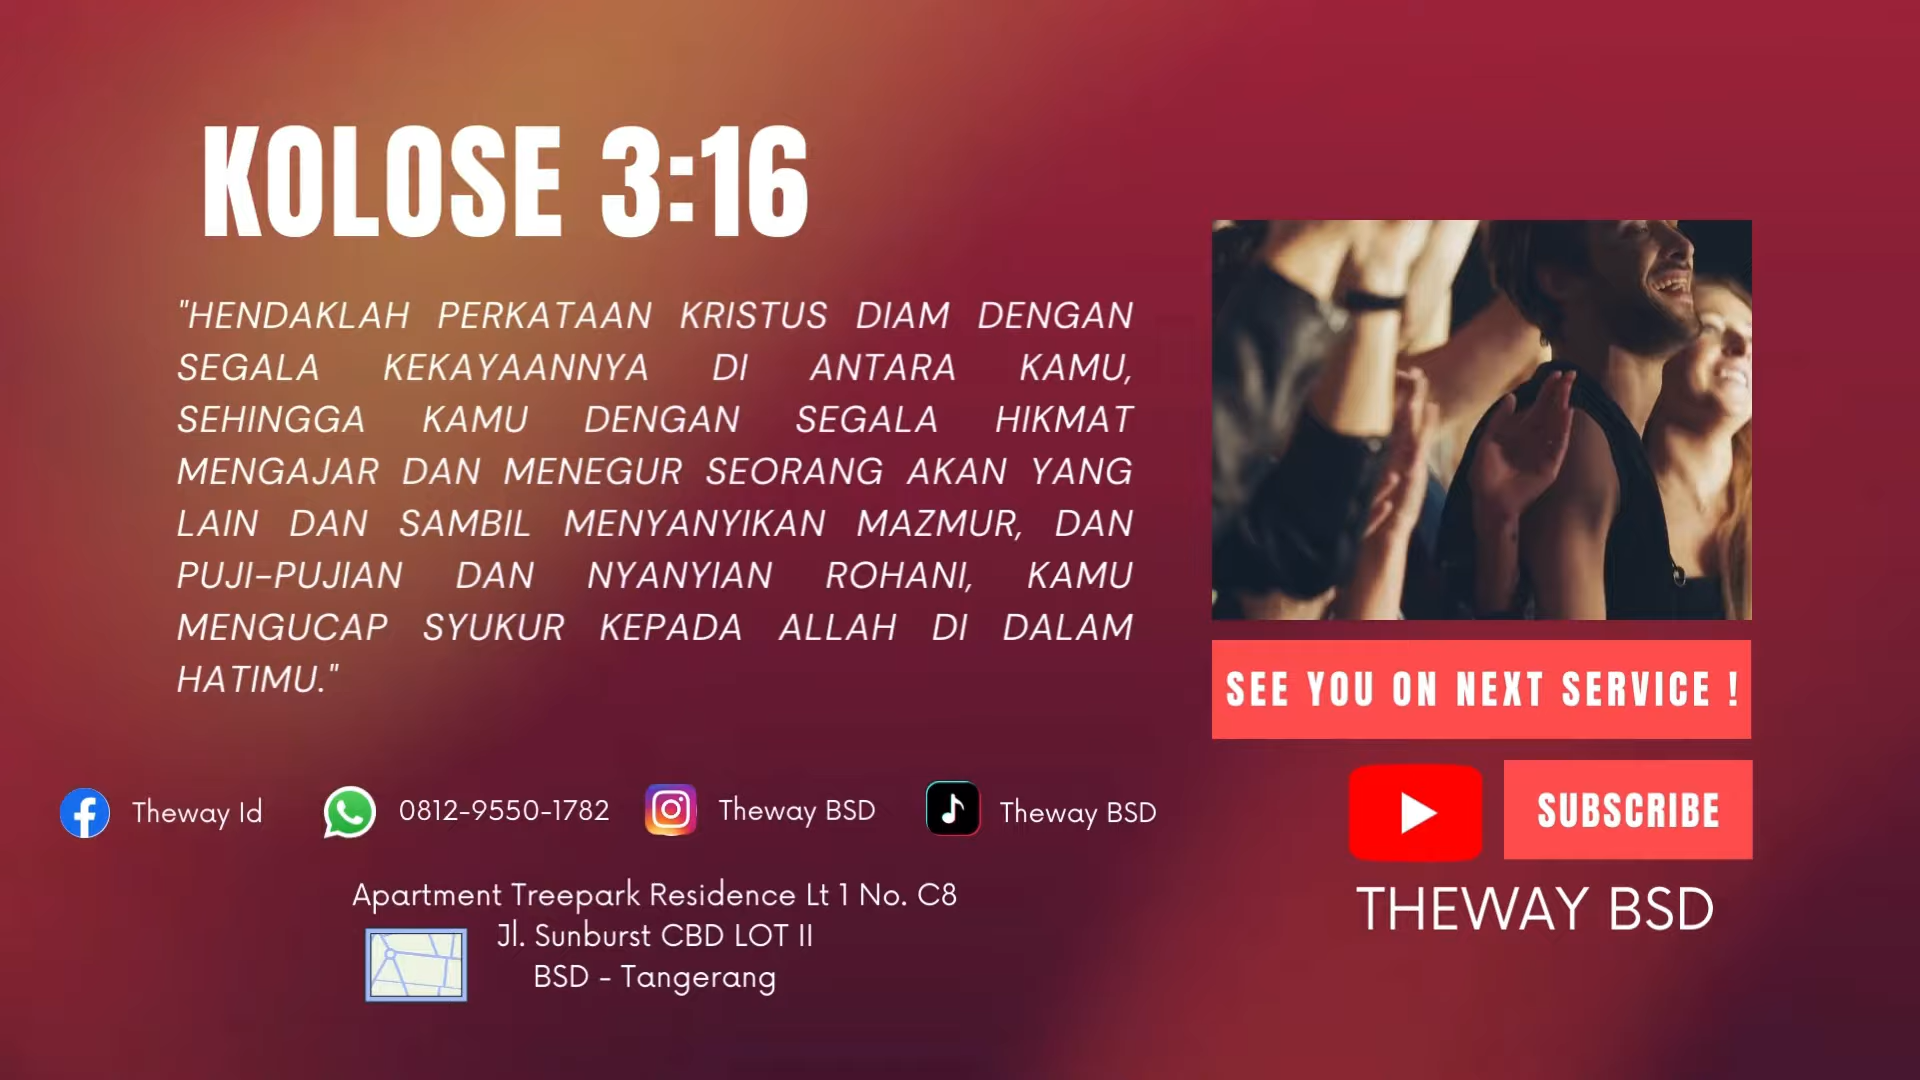 KOLOSE 3:16
"HENDAKLAH PERKATAAN KRISTUS DIAM DENGAN
SEGALA KEKAYAANNYA DI ANTARA KAMU,
SEHINGGA KAMU DENGAN SEGALA HIKMAT
MENGAJAR DAN MENEGUR SEORANG AKAN YANG
LAIN DAN SAMBIL MENYANYIKAN MAZMUR, DAN
PUJI-PUJIAN DAN NYANYIAN ROHANI, KAMU
MENGUCAP SYUKUR KEPADA ALLAH DI DALAM
HATIMU."
SEE YOU ON NEXT SERVICE !
SUBSCRIBE
THEWAY BSD
Theway Id
0812-9550-1782
Theway BSD
Theway BSD
Apartment Treepark Residence Lt 1 No. C8
Jl. Sunburst CBD LOT II
BSD - Tangerang